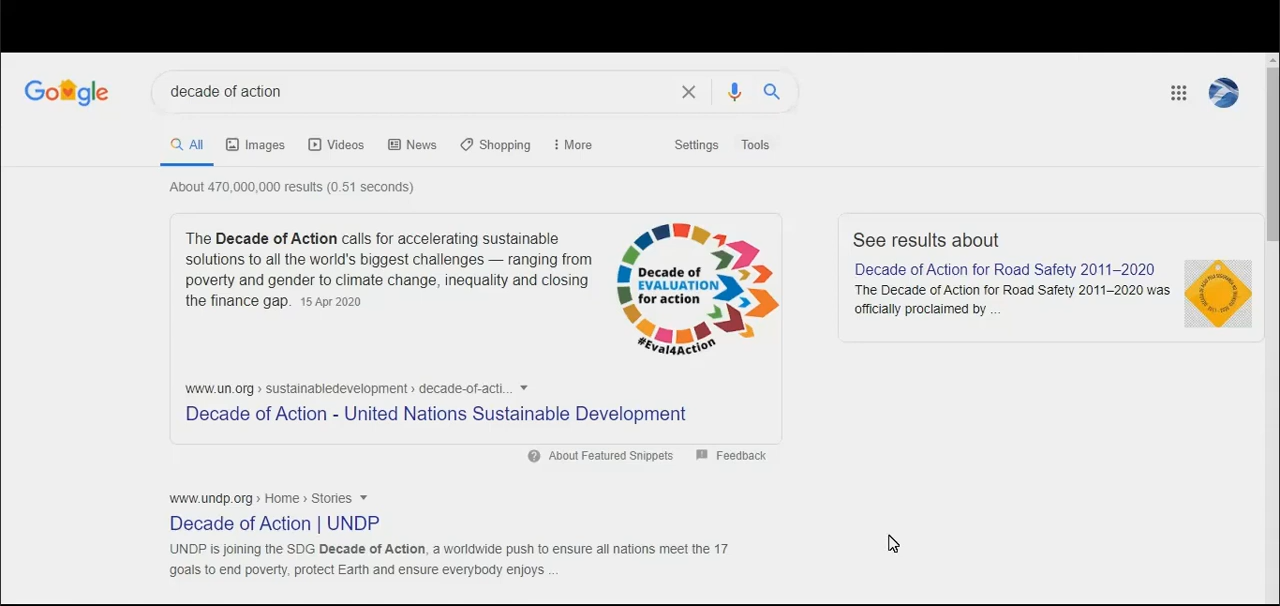 Google
decade of action
All Images Videos News Shopping More Settings Tools
About 470,000,000 results (0.51 seconds)
The Decade of Action calls for accelerating sustainable
solutions to all the world's biggest challenges — ranging from
poverty and gender to climate change, inequality and closing
the finance gap. 15 Apr 2020
Decade of
EVALUATION
for action
#Eval4Action
www.un.org › sustainabledevelopment › decade-of-acti...
Decade of Action - United Nations Sustainable Development
About Featured Snippets Feedback
See results about
Decade of Action for Road Safety 2011–2020
The Decade of Action for Road Safety 2011–2020 was
officially proclaimed by ...
www.undp.org › Home › Stories
Decade of Action | UNDP
UNDP is joining the SDG Decade of Action, a worldwide push to ensure all nations meet the 17
goals to end poverty, protect Earth and ensure everybody enjoys ...